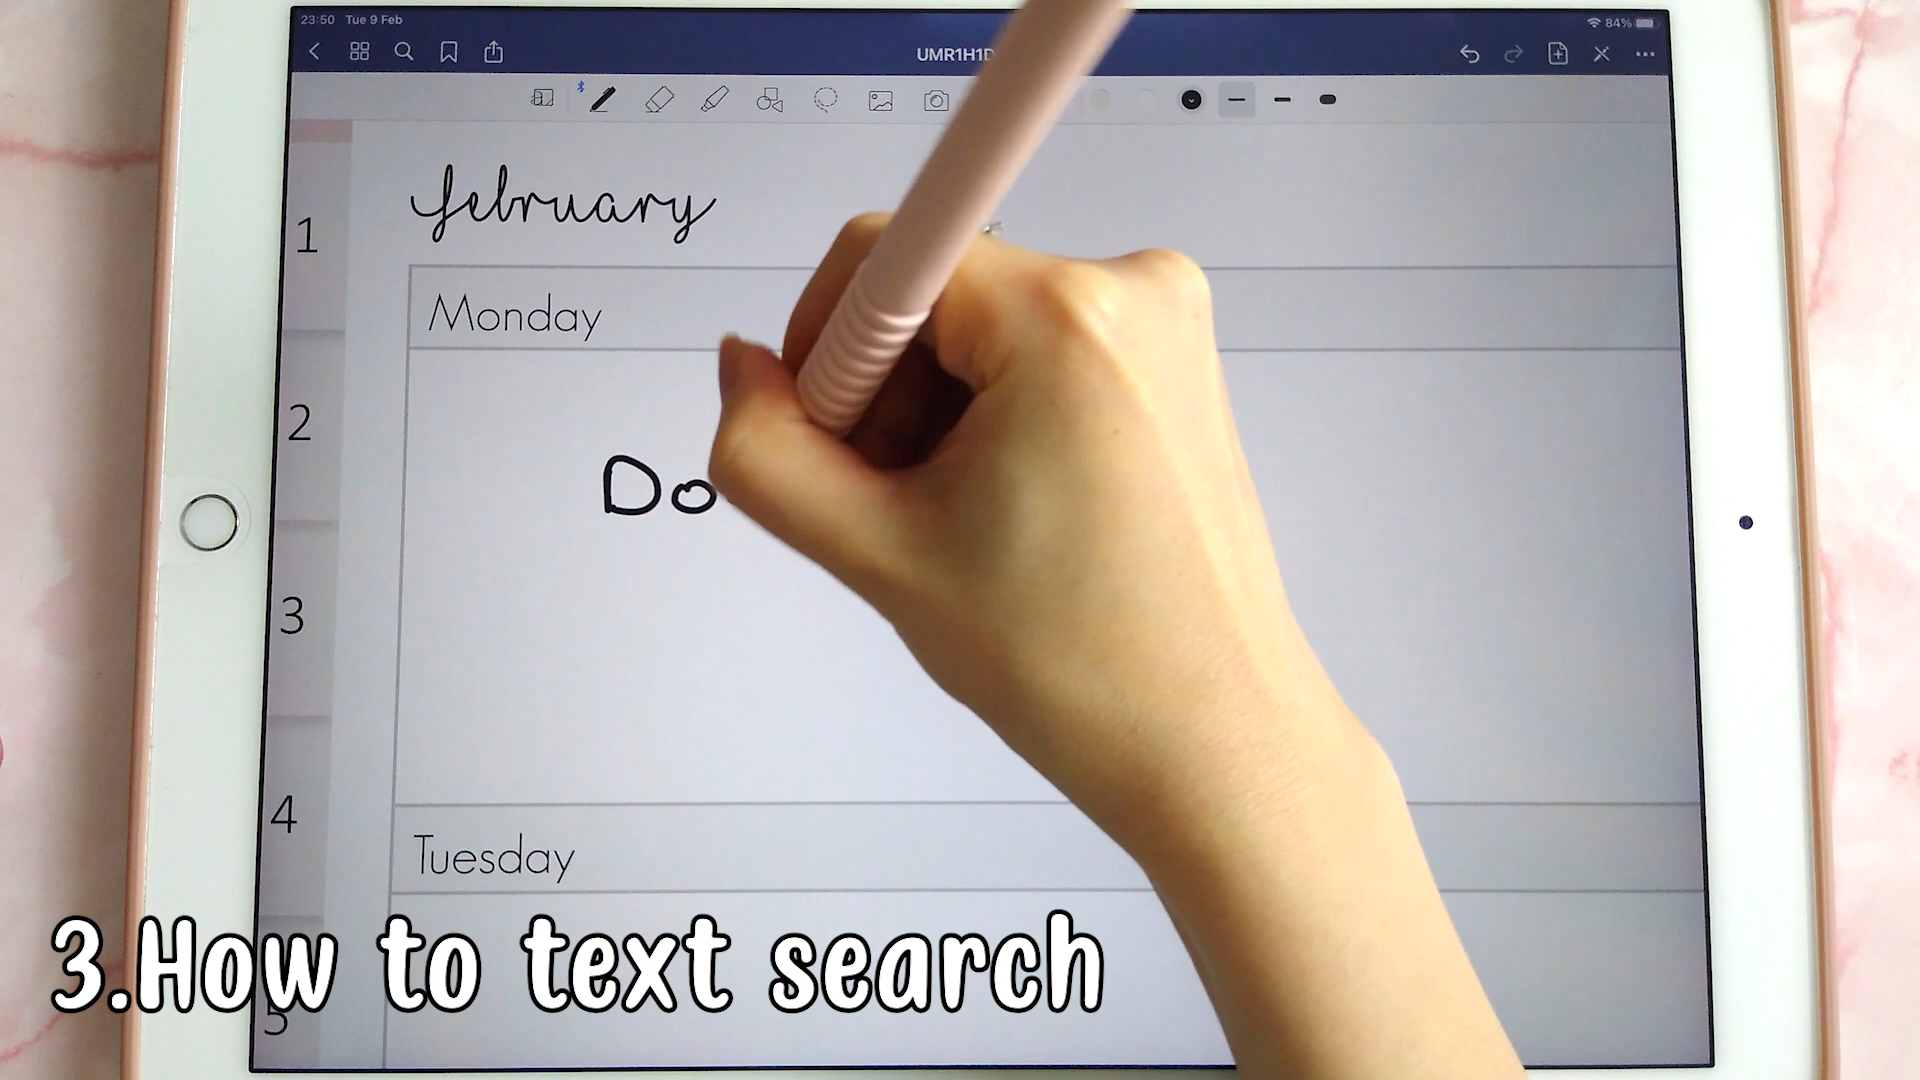 23:50 Tue 9 Feb
84%
UMR1H1D
february
1
Monday
2
Do
3
4
Tuesday
3.How to text search
5